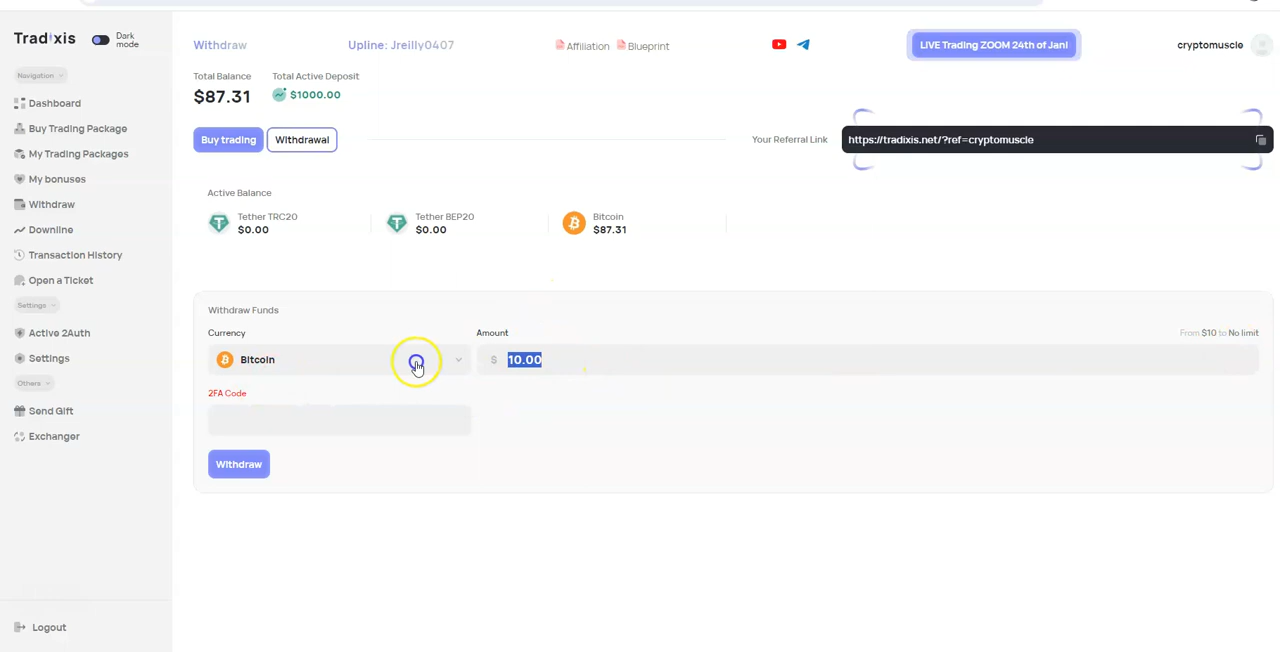 Tradixis
Dark mode
Navigation
Dashboard
Buy Trading Package
My Trading Packages
My bonuses
Withdraw
Downline
Transaction History
Open a Ticket
Settings
Active 2Auth
Settings
Others
Send Gift
Exchanger
Logout
Withdraw
Upline: Jreilly0407
Affiliation
Blueprint
LIVE Trading ZOOM 24th of Jan!
cryptomuscle
Total Balance
$87.31
Total Active Deposit
$1000.00
Buy trading
Withdrawal
Your Referral Link
https://tradixis.net/?ref=cryptomuscle
Active Balance
Tether TRC20
$0.00
Tether BEP20
$0.00
Bitcoin
$87.31
Withdraw Funds
Currency
Bitcoin
Amount
From $10 to No limit
$ 10.00
2FA Code
Withdraw